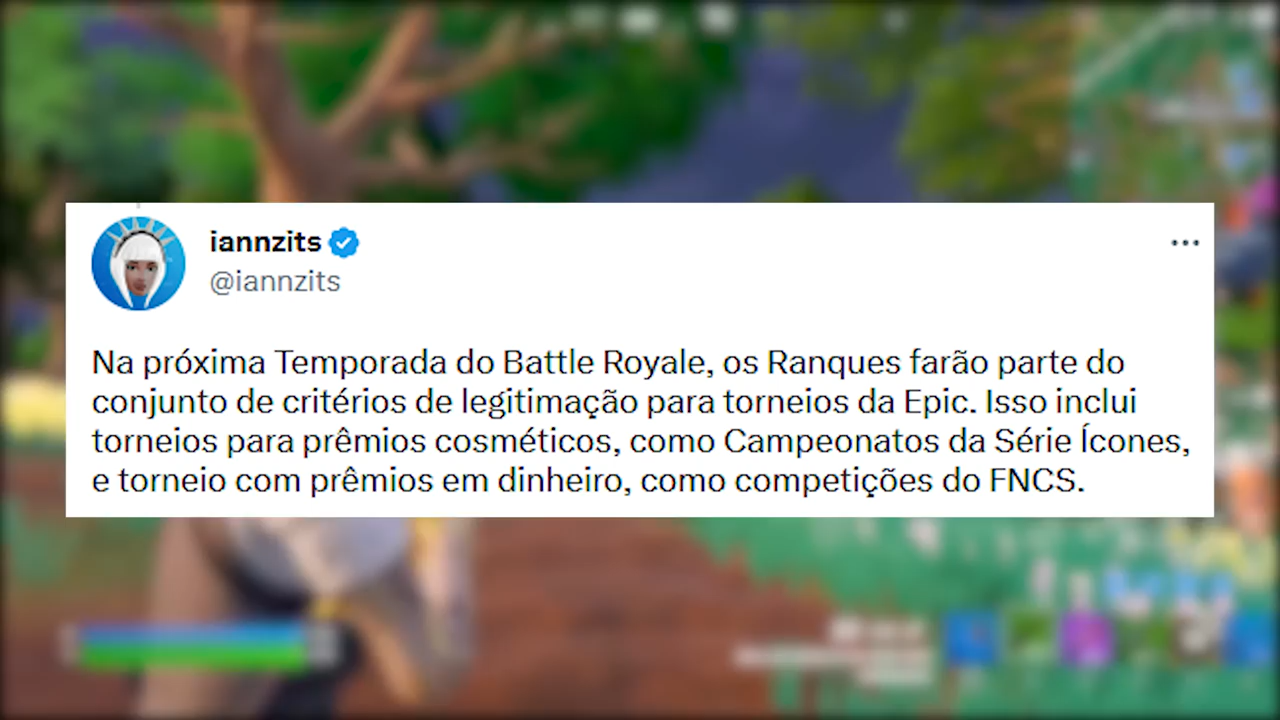 iannzits
@iannzits
Na próxima Temporada do Battle Royale, os Ranques farão parte do
conjunto de critérios de legitimação para torneios da Epic. Isso inclui
torneios para prêmios cosméticos, como Campeonatos da Série Ícones,
e torneio com prêmios em dinheiro, como competições do FNCS.